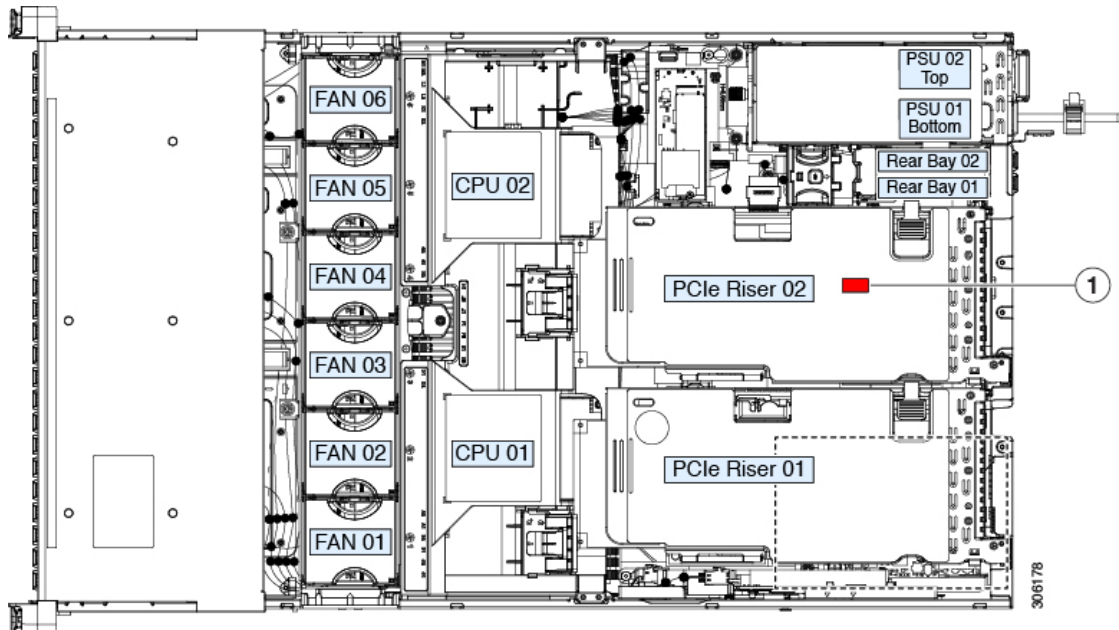 FAN 06
FAN 05
FAN 04
FAN 03
FAN 02
FAN 01
CPU 02
CPU 01
PSU 02
Top
PSU 01
Bottom
Rear Bay 02
Rear Bay 01
PCIe Riser 02
1
PCIe Riser 01
306178